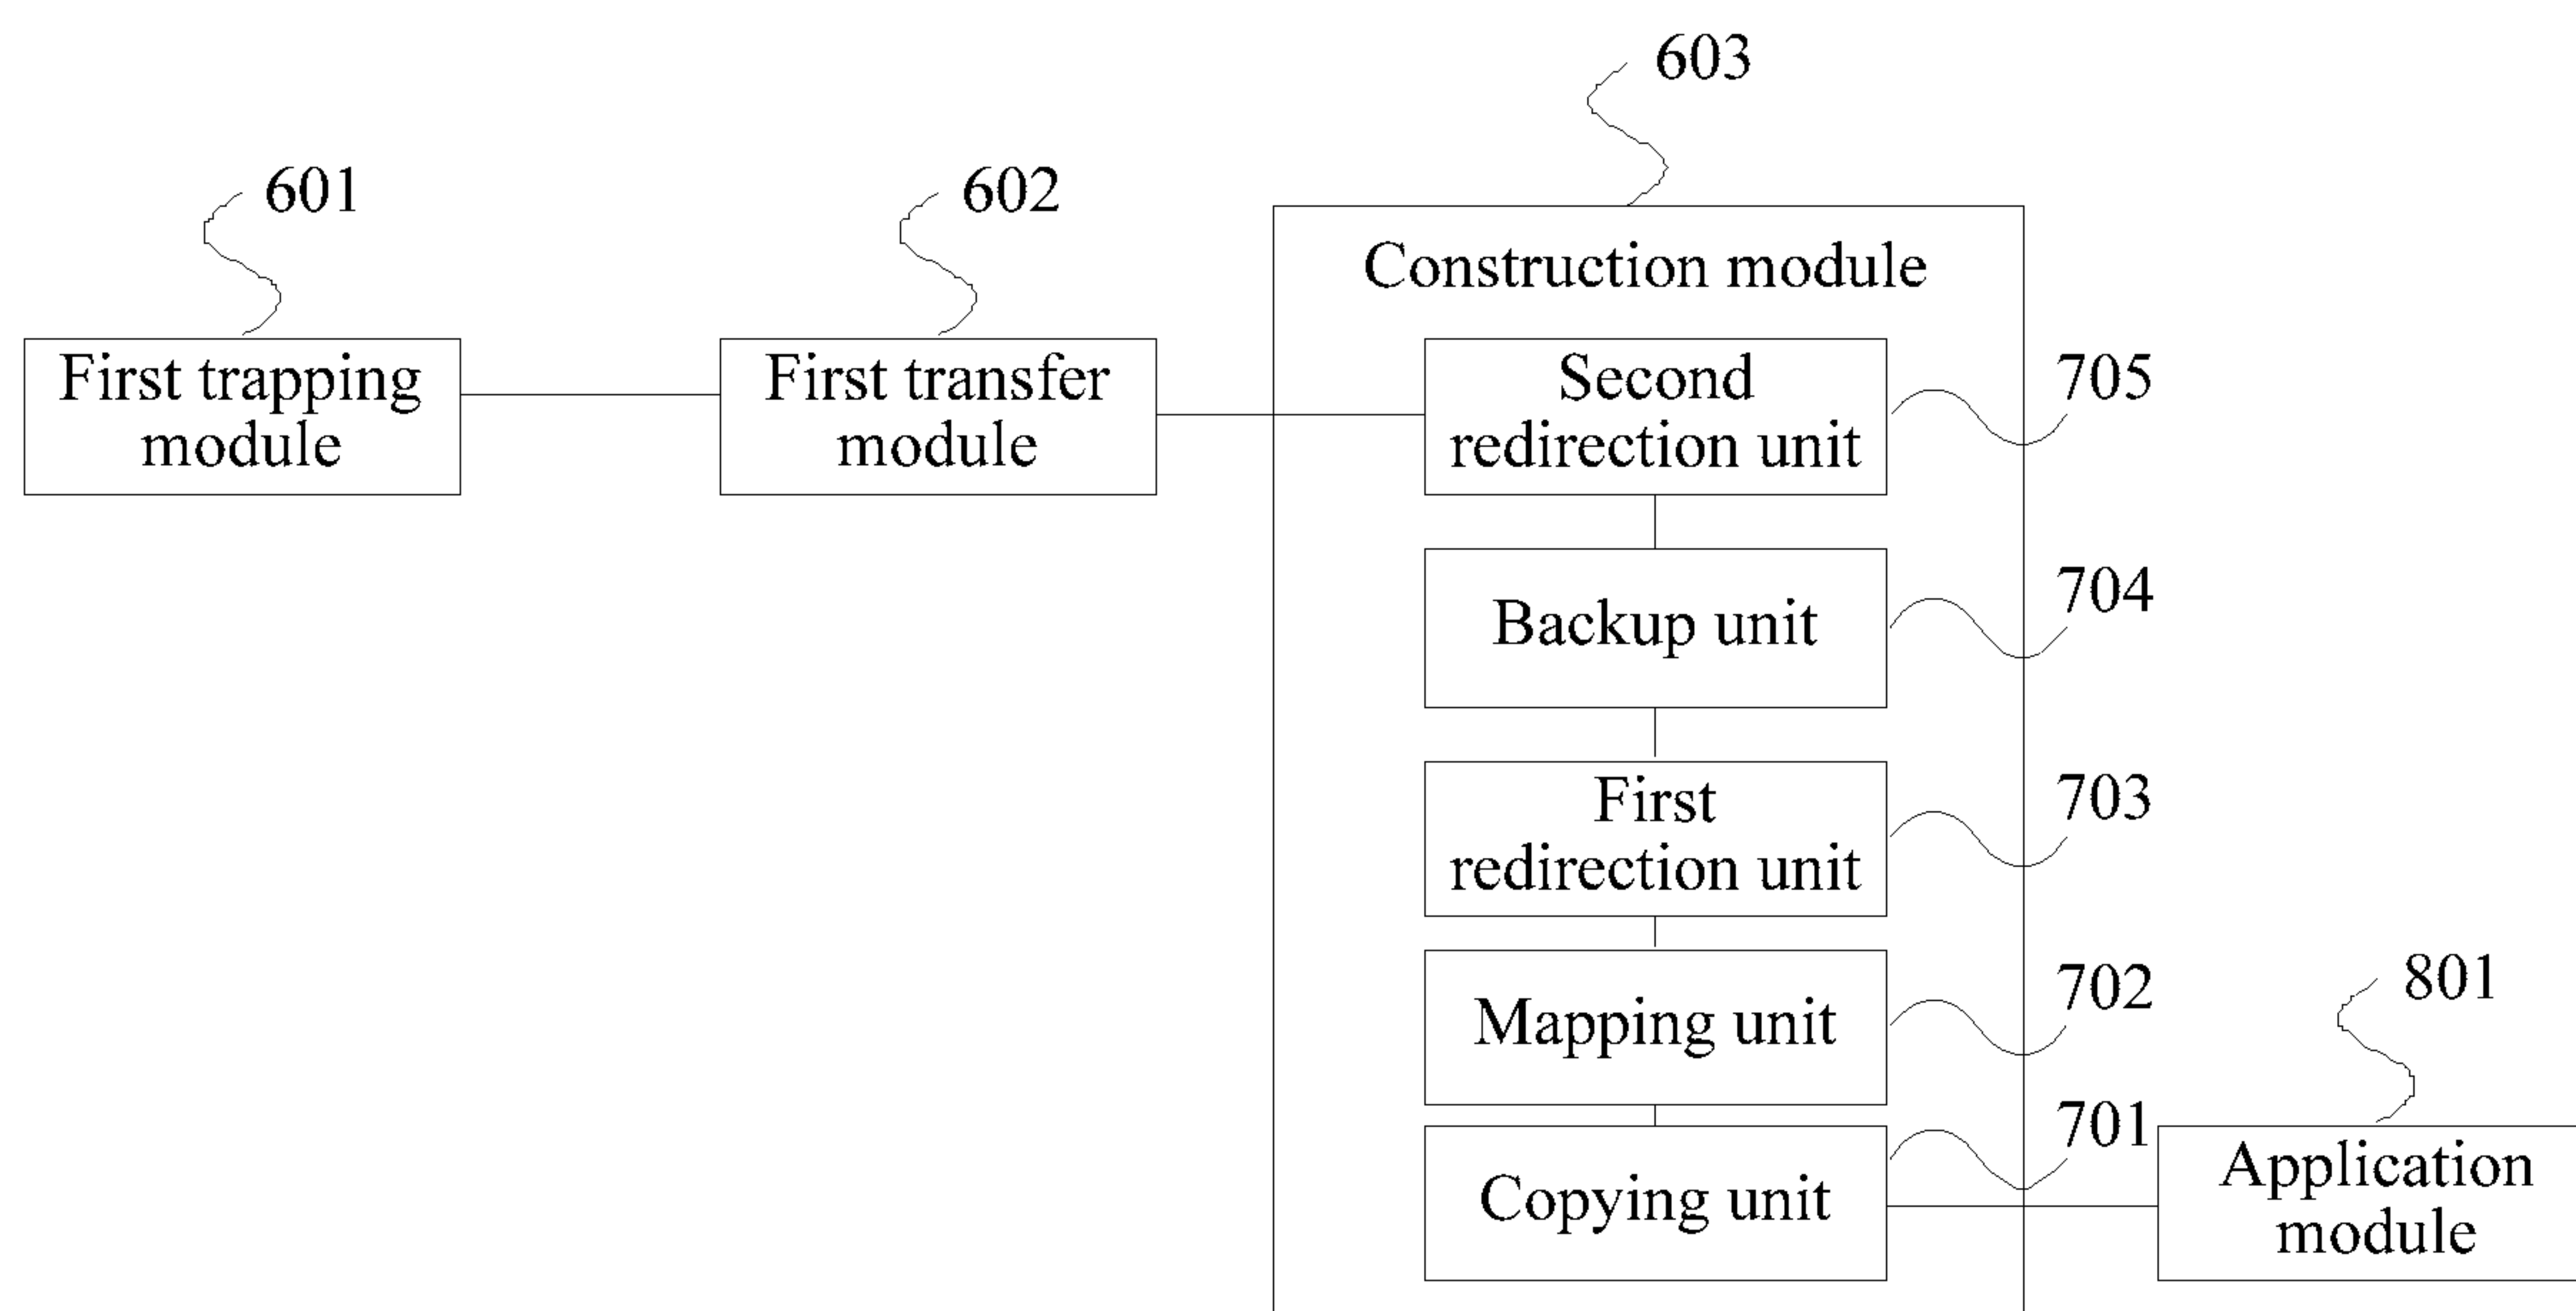 603
601
602
Construction module
First trapping
module
First transfer
module
Second
redirection unit
705
Backup unit
704
First
redirection unit
703
Mapping unit
702
801
701
Copying unit
Application
module